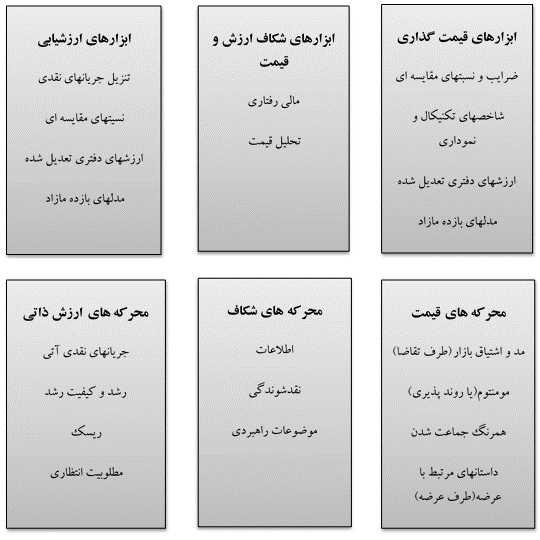 ابزارهای قیمت گذاری
ضرایب و نسبتهای مقایسه ای
شاخصهای تکنیکال و
نموداری
ارزشهای دفتری تعدیل شده
مدلهای بازده مازاد
ابزارهای شکاف ارزش و
قیمت
مالی رفتاری
تحلیل قیمت
ابزارهای ارزشیابی
تنزیل جریانهای نقدی
نسبتهای مقایسه ای
ارزشهای دفتری تعدیل شده
مدلهای بازده مازاد
محرکه های قیمت
مد و اشتیاق بازار(طرف تقاضا)
مومنتوم(یا روند پذیری)
همرنگ جماعت شدن
داستانهای مرتبط با
عرضه(طرف عرضه)
محرکه های شکاف
اطلاعات
نقدشوندگی
موضوعات راهبردی
محرکه های ارزش ذاتی
جریانهای نقدی آتی
رشد و کیفیت رشد
ریسک
مطلوبیت انتظاری